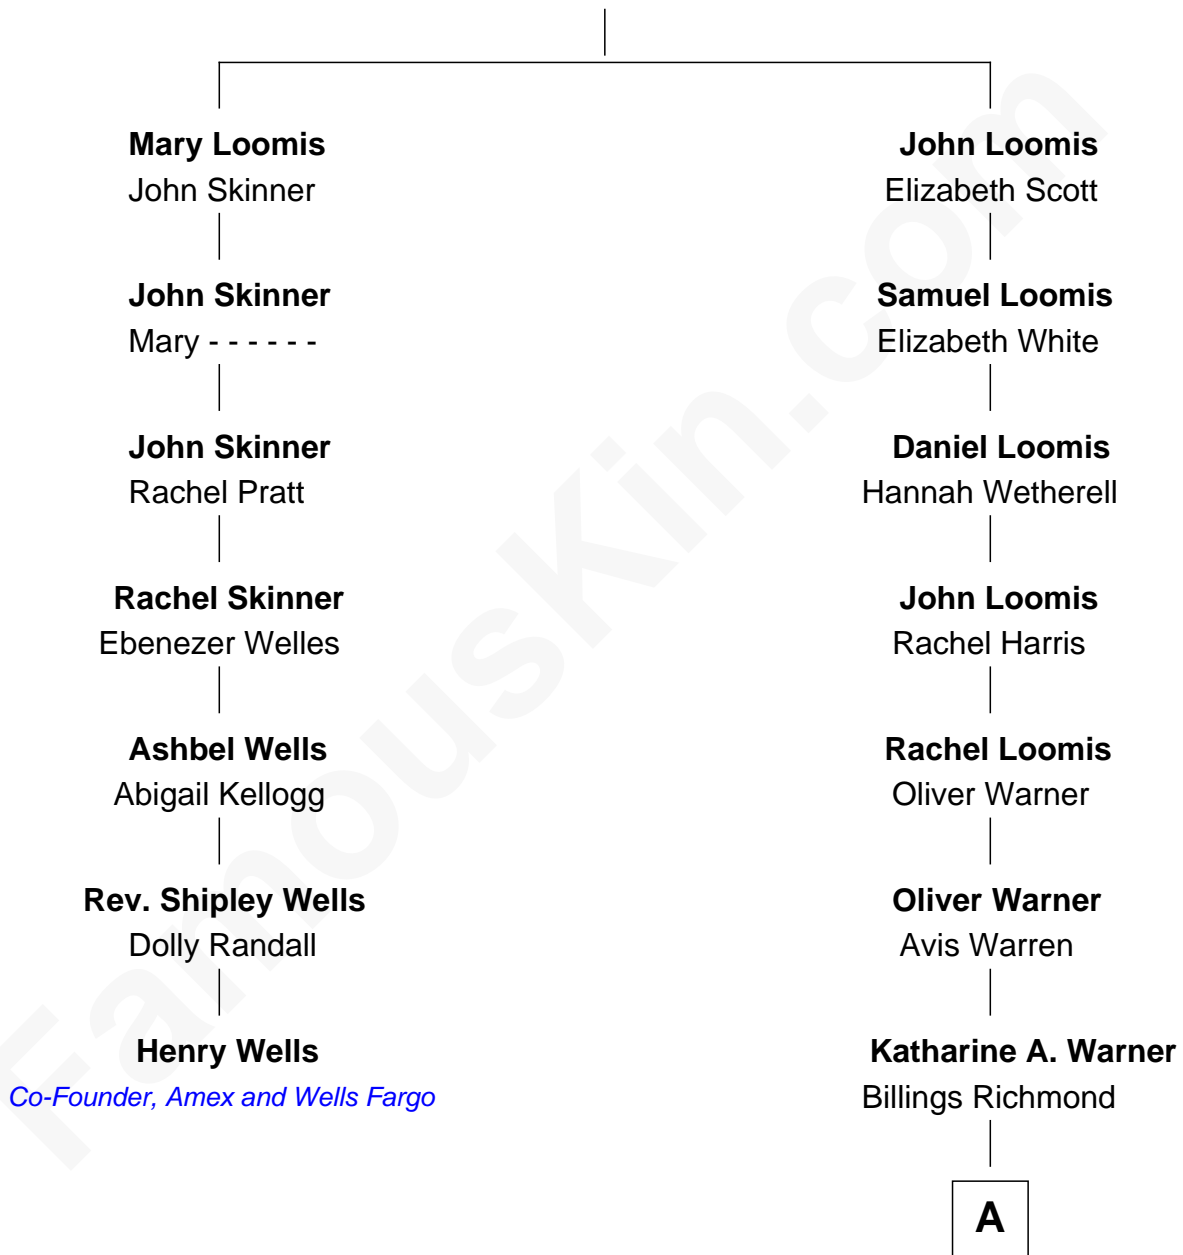 Mary Loomis
John Skinner
John Loomis
Elizabeth Scott
John Skinner
Mary - - - - - -
Samuel Loomis
Elizabeth White
John Skinner
Rachel Pratt
Daniel Loomis
Hannah Wetherell
Rachel Skinner
Ebenezer Welles
John Loomis
Rachel Harris
Ashbel Wells
Abigail Kellogg
Rachel Loomis
Oliver Warner
Rev. Shipley Wells
Dolly Randall
Oliver Warner
Avis Warren
Henry Wells
Co-Founder, Amex and Wells Fargo
Katharine A. Warner
Billings Richmond
A
FamousKin.com